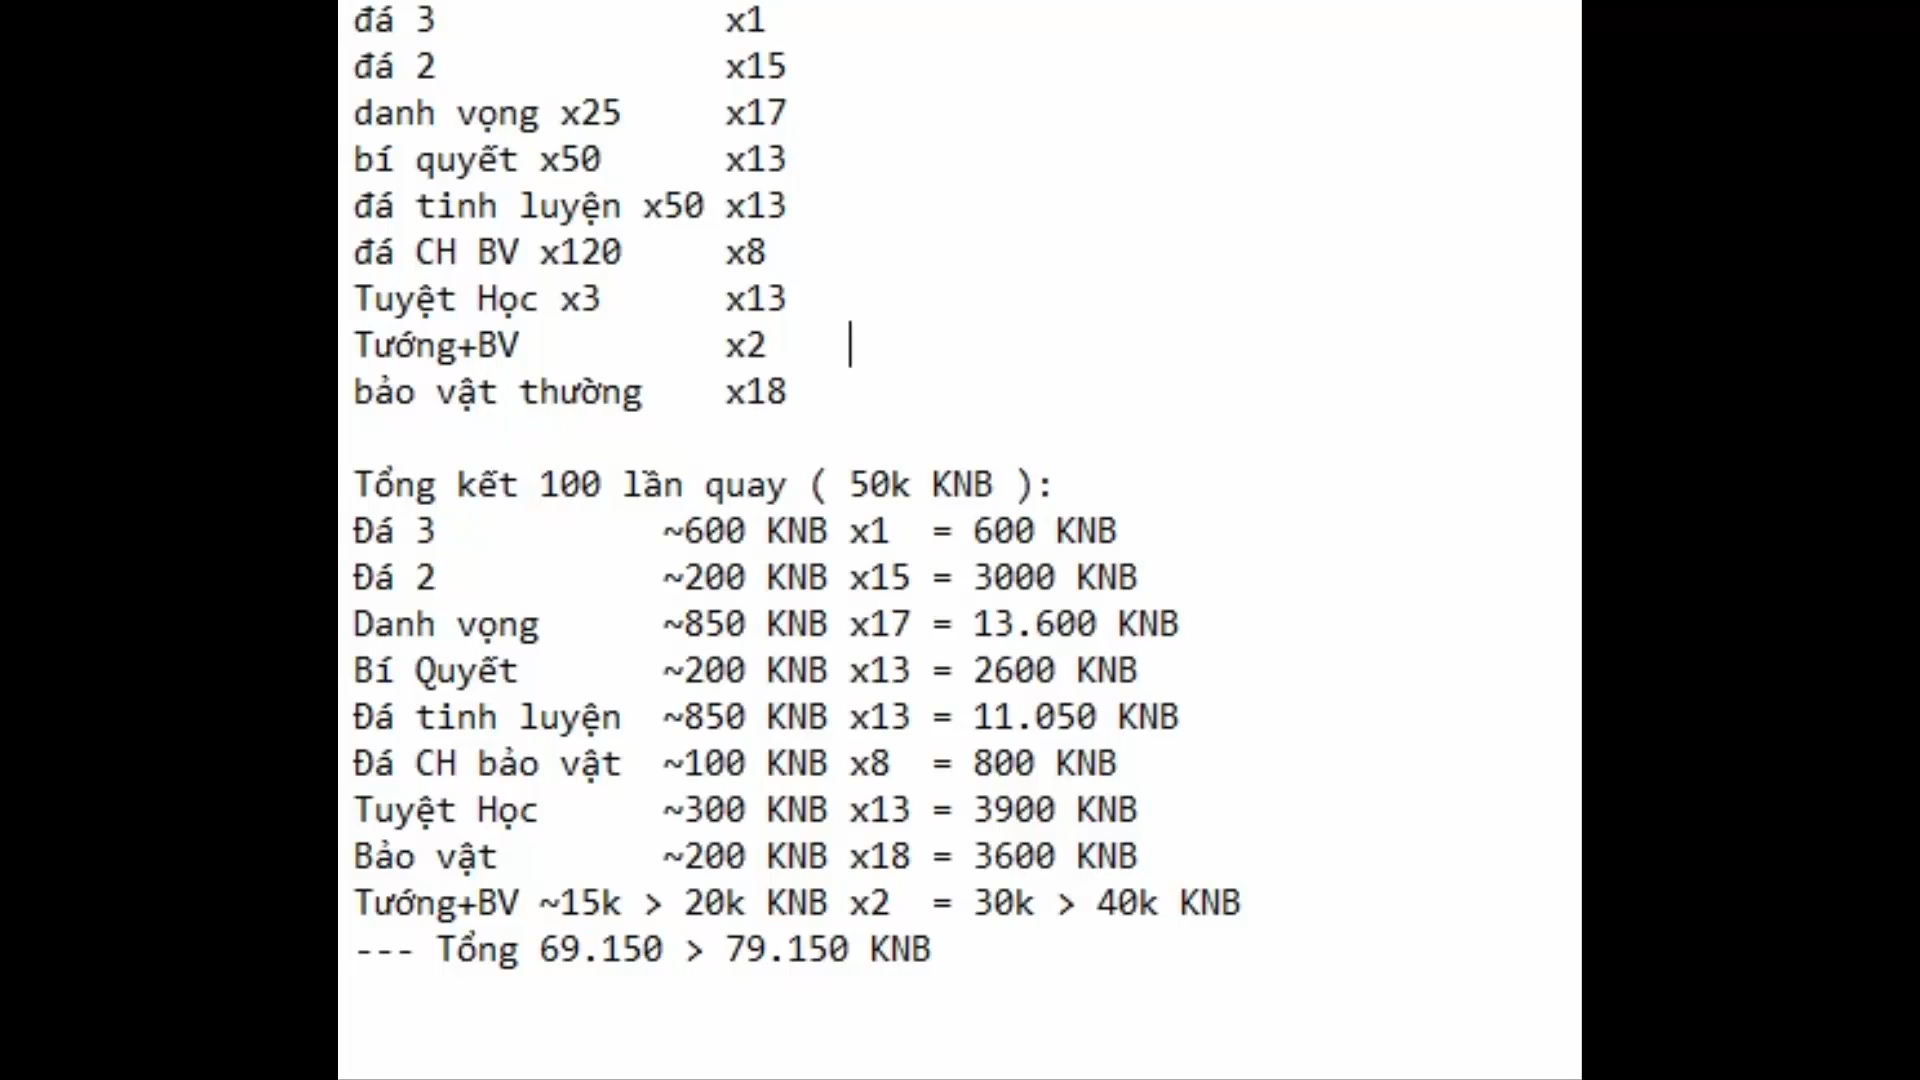 đá 3 x1
đá 2 x15
danh vọng x25 x17
bí quyết x50 x13
đá tinh luyện x50 x13
đá CH BV x120 x8
Tuyệt Học x3 x13
Tướng+BV x2
bảo vật thường x18
Tổng kết 100 lần quay ( 50k KNB ):
Đá 3 ~600 KNB x1 = 600 KNB
Đá 2 ~200 KNB x15 = 3000 KNB
Danh vọng ~850 KNB x17 = 13.600 KNB
Bí Quyết ~200 KNB x13 = 2600 KNB
Đá tinh luyện ~850 KNB x13 = 11.050 KNB
Đá CH bảo vật ~100 KNB x8 = 800 KNB
Tuyệt Học ~300 KNB x13 = 3900 KNB
Bảo vật ~200 KNB x18 = 3600 KNB
Tướng+BV ~15k > 20k KNB x2 = 30k > 40k KNB
--- Tổng 69.150 > 79.150 KNB